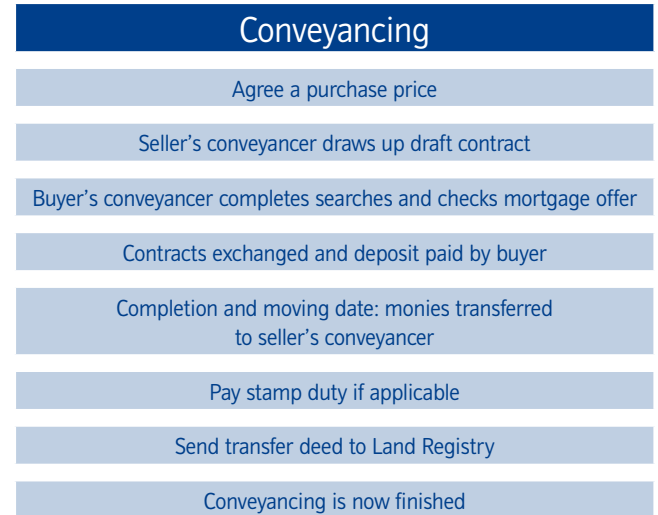 Conveyancing
Agree a purchase price
Seller’s conveyancer draws up draft contract
Buyer’s conveyancer completes searches and checks mortgage offer
Contracts exchanged and deposit paid by buyer
Completion and moving date: monies transferred
to seller’s conveyancer
Pay stamp duty if applicable
Send transfer deed to Land Registry
Conveyancing is now finished